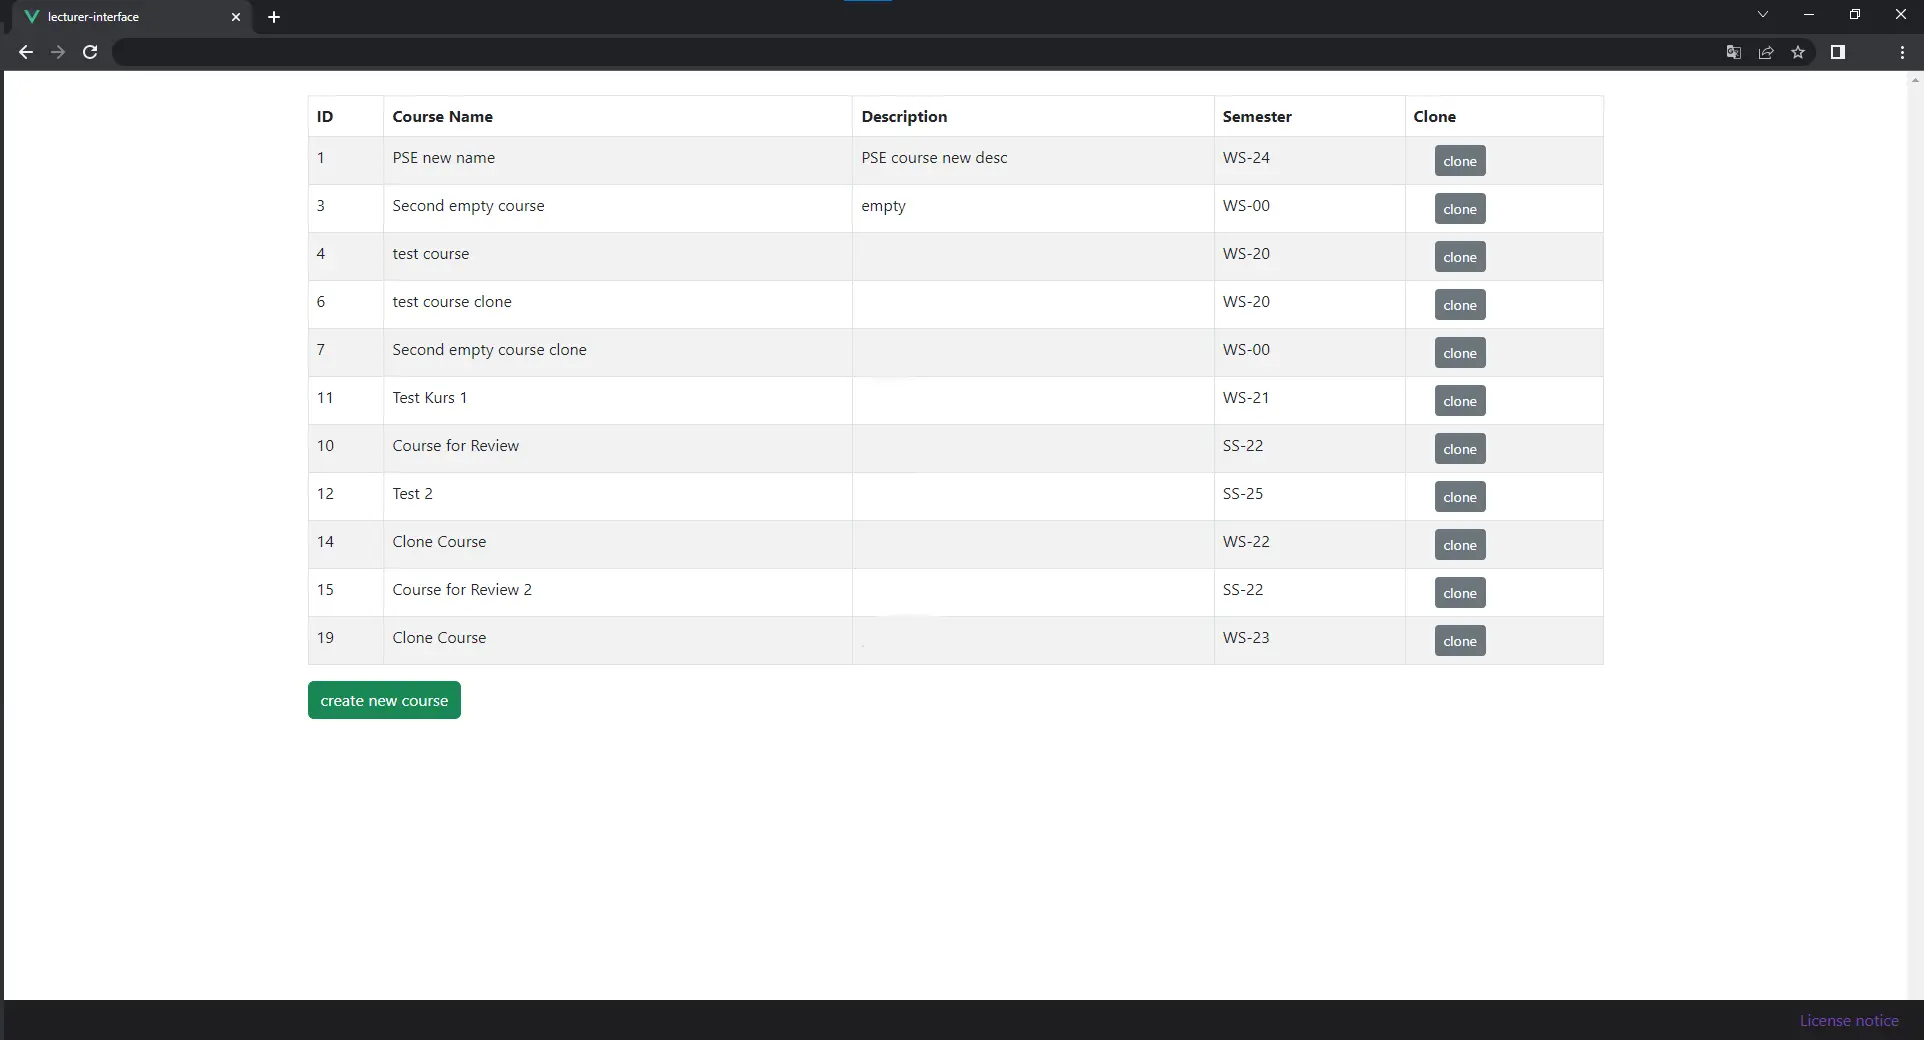 lecturer-interface
ID Course Name Description Semester Clone
1 PSE new name PSE course new desc WS-24 clone
3 Second empty course empty WS-00 clone
4 test course WS-20 clone
6 test course clone WS-20 clone
7 Second empty course clone WS-00 clone
11 Test Kurs 1 WS-21 clone
10 Course for Review SS-22 clone
12 Test 2 SS-25 clone
14 Clone Course WS-22 clone
15 Course for Review 2 SS-22 clone
19 Clone Course WS-23 clone
create new course
License notice